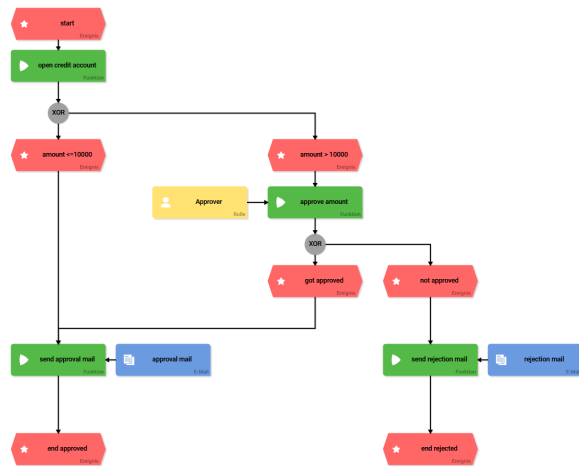 start
Ereignis
open credit account
Funktion
XOR
amount <=10000
Ereignis
amount > 10000
Ereignis
Approver
Rolle
approve amount
Funktion
XOR
got approved
Ereignis
not approved
Ereignis
send approval mail
Funktion
approval mail
E-Mail
send rejection mail
Funktion
rejection mail
E-Mail
end approved
Ereignis
end rejected
Ereignis